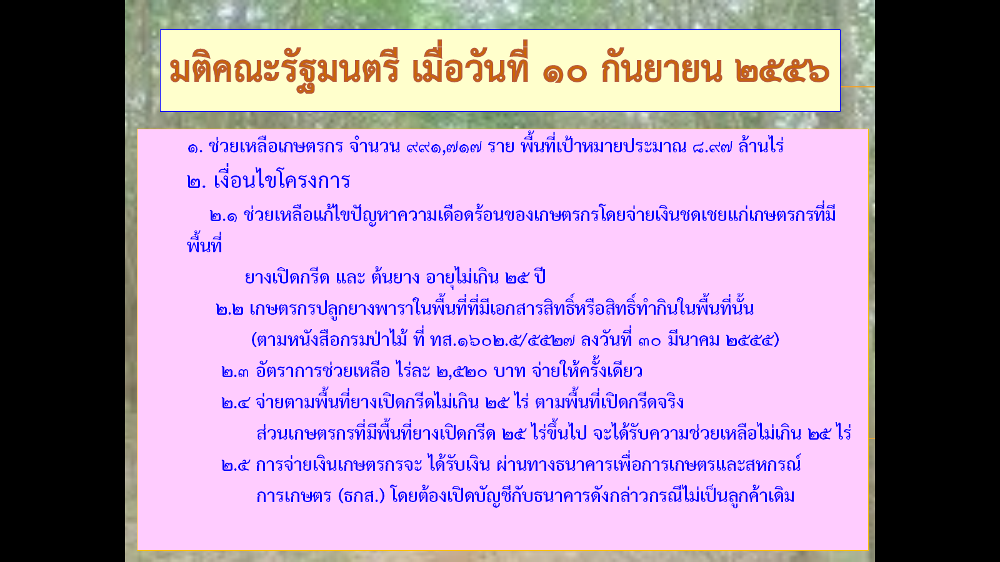 มติคณะรัฐมนตรี เมื่อวันที่ ๑๐ กันยายน ๒๕๕๖
๑. ช่วยเหลือเกษตรกร จำนวน ๙๙๑,๗๑๗ ราย พื้นที่เป้าหมายประมาณ ๘.๙๗ ล้านไร่
๒. เงื่อนไขโครงการ
๒.๑ ช่วยเหลือแก้ไขปัญหาความเดือดร้อนของเกษตรกรโดยจ่ายเงินชดเชยแก่เกษตรกรที่มี
พื้นที่
ยางเปิดกรีด และ ต้นยาง อายุไม่เกิน ๒๕ ปี
๒.๒ เกษตรกรปลูกยางพาราในพื้นที่ที่มีเอกสารสิทธิ์หรือสิทธิ์ทำกินในพื้นที่นั้น
(ตามหนังสือกรมป่าไม้ ที่ ทส.๑๖๐๒.๕/๕๕๒๗ ลงวันที่ ๓๐ มีนาคม ๒๕๕๕)
๒.๓ อัตราการช่วยเหลือ ไร่ละ ๒,๕๒๐ บาท จ่ายให้ครั้งเดียว
๒.๔ จ่ายตามพื้นที่ยางเปิดกรีดไม่เกิน ๒๕ ไร่ ตามพื้นที่เปิดกรีดจริง
ส่วนเกษตรกรที่มีพื้นที่ยางเปิดกรีด ๒๕ ไร่ขึ้นไป จะได้รับความช่วยเหลือไม่เกิน ๒๕ ไร่
๒.๕ การจ่ายเงินเกษตรกรจะ ได้รับเงิน ผ่านทางธนาคารเพื่อการเกษตรและสหกรณ์
การเกษตร (ธกส.) โดยต้องเปิดบัญชีกับธนาคารดังกล่าวกรณีไม่เป็นลูกค้าเดิม